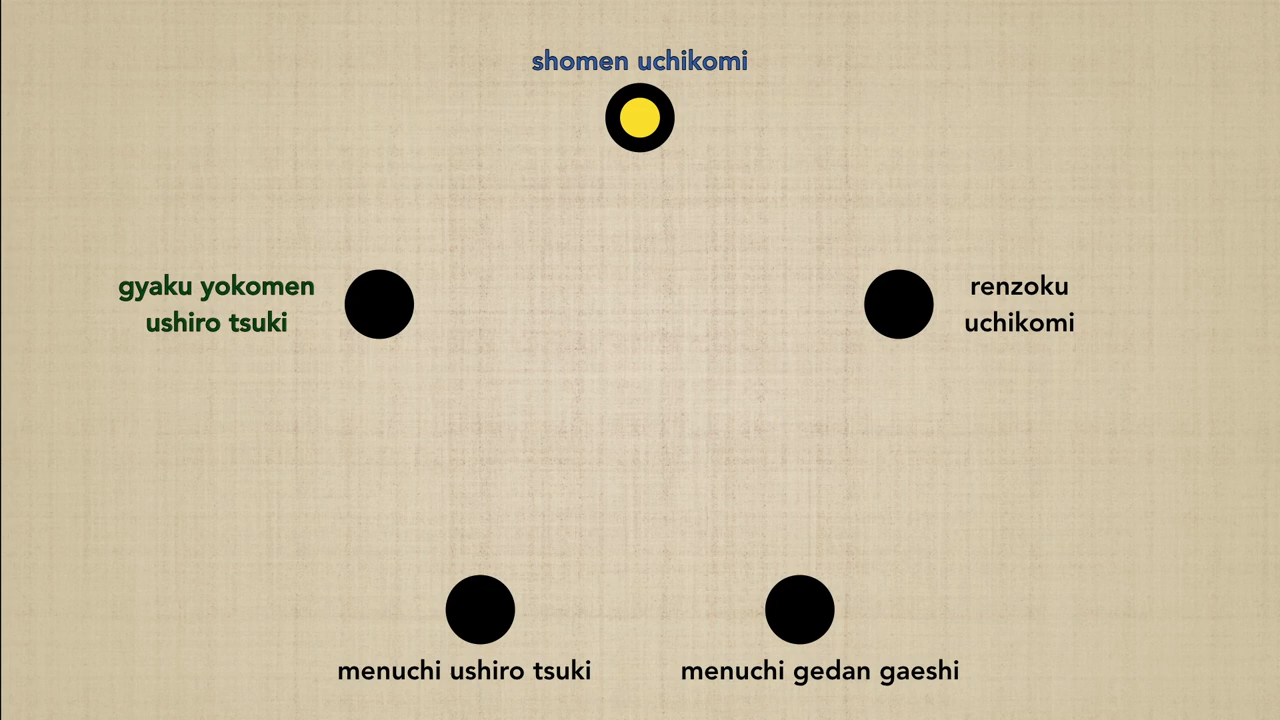 shomen uchikomi
gyaku yokomen
ushiro tsuki
renzoku
uchikomi
menuchi ushiro tsuki
menuchi gedan gaeshi